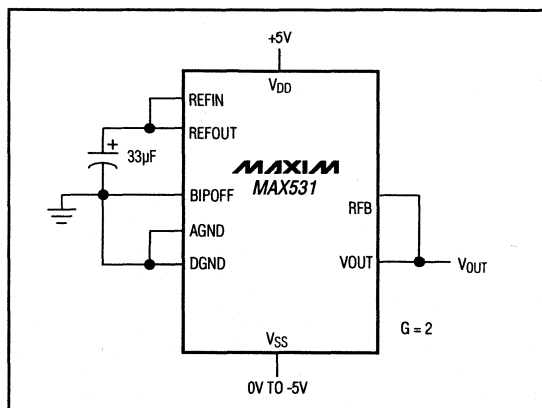 +5V
VDD
REFIN
REFOUT
+
33µF
MAXIM
MAX531
BIPOFF
RFB
AGND
DGND
VOUT
VOUT
G = 2
VSS
0V TO -5V